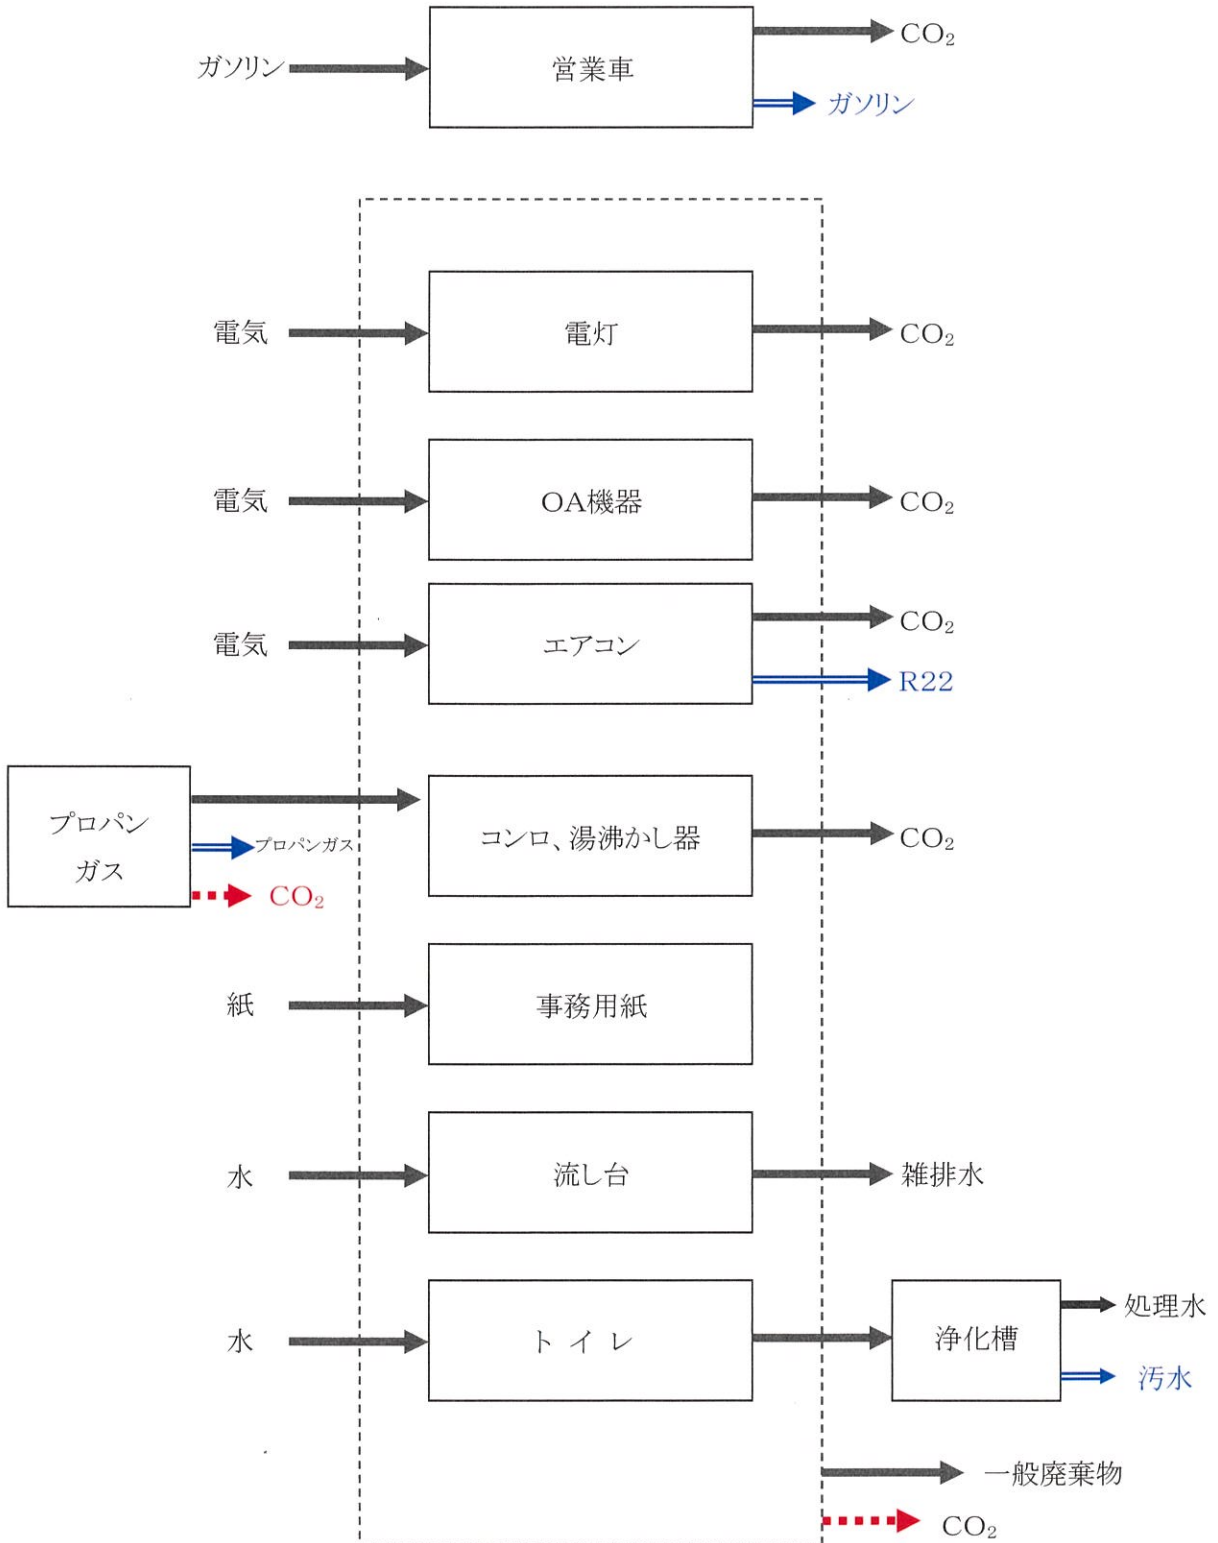 ガソリン
営業車
CO₂
ガソリン
電気
電灯
CO₂
電気
OA機器
CO₂
電気
エアコン
CO₂
R22
プロパン
ガス
プロパンガス
CO₂
コンロ、湯沸かし器
CO₂
紙
事務用紙
水
流し台
雑排水
水
トイレ
浄化槽
処理水
汚水
一般廃棄物
CO₂